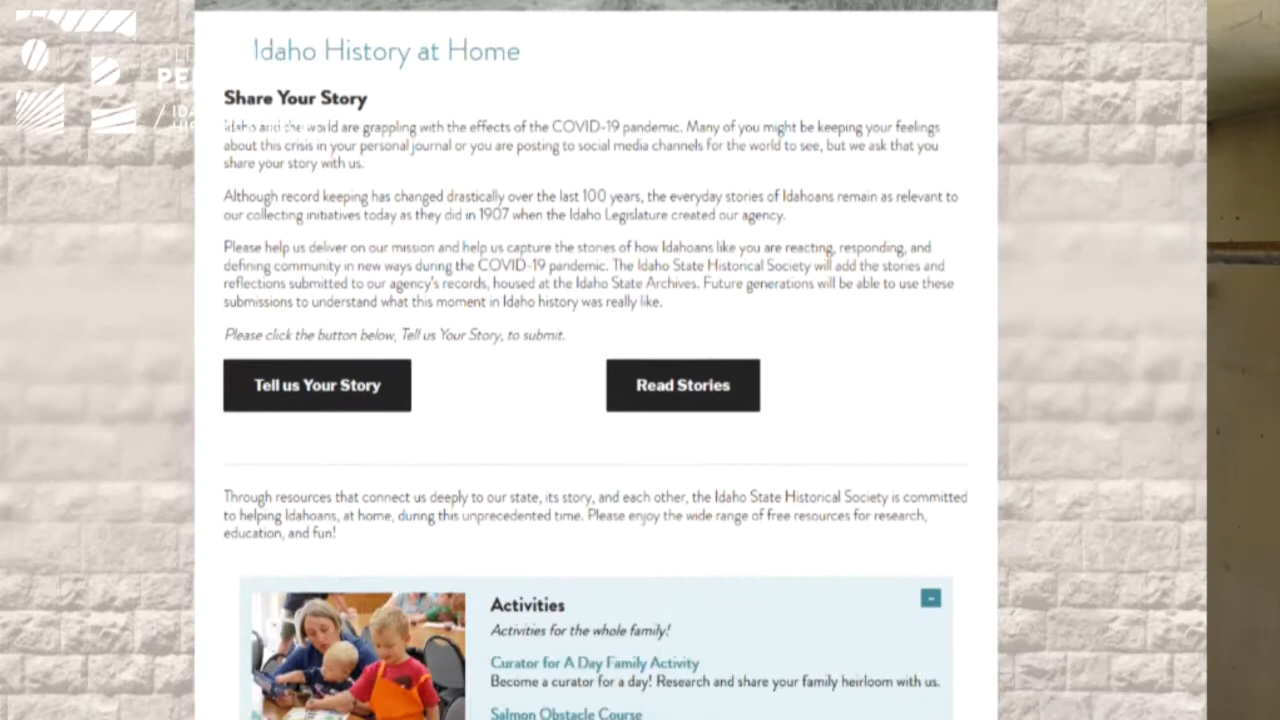 Idaho History at Home
Share Your Story
Idaho and the world are grappling with the effects of the COVID-19 pandemic. Many of you might be keeping your feelings
about this crisis in your personal journal or you are posting to social media channels for the world to see, but we ask that you
share your story with us.
Although record keeping has changed drastically over the last 100 years, the everyday stories of Idahoans remain as relevant to
our collecting initiatives today as they did in 1907 when the Idaho Legislature created our agency.
Please help us deliver on our mission and help us capture the stories of how Idahoans like you are reacting, responding, and
defining community in new ways during the COVID-19 pandemic. The Idaho State Historical Society will add the stories and
reflections submitted to our agency's records, housed at the Idaho State Archives. Future generations will be able to use these
submissions to understand what this moment in Idaho history was really like.
Please click the button below, Tell us Your Story, to submit.
Tell us Your Story
Read Stories
Through resources that connect us deeply to our state, its story, and each other, the Idaho State Historical Society is committed
to helping Idahoans, at home, during this unprecedented time. Please enjoy the wide range of free resources for research,
education, and fun!
Activities
-
Activities for the whole family!
Curator for A Day Family Activity
Become a curator for a day! Research and share your family heirloom with us.
Salmon Obstacle Course